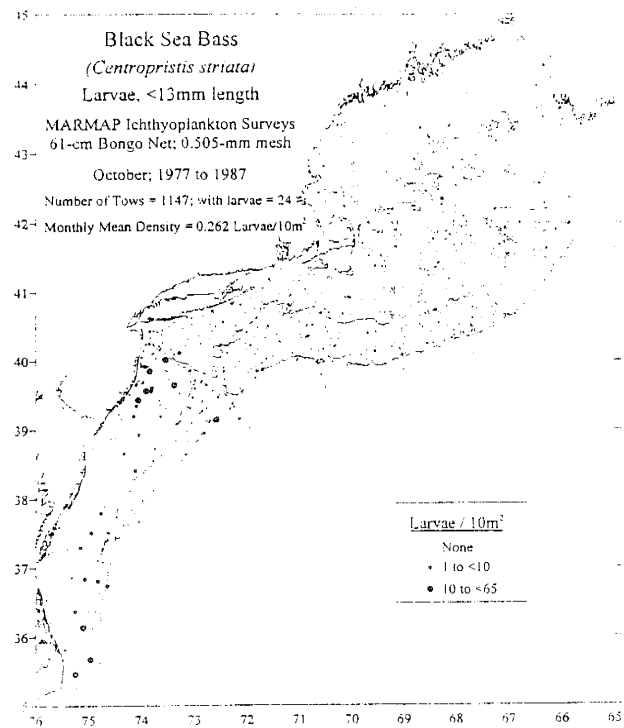 Black Sea Bass
(Centropristis striata)
Larvae, <13mm length
MARMAP Ichthyoplankton Surveys
61-cm Bongo Net; 0.505-mm mesh
October; 1977 to 1987
Number of Tows = 1147; with larvae = 24
Monthly Mean Density = 0.262 Larvae/10m²
45
44
43
42
41
40
39
38
37
36
Larvae / 10m²
None
1 to <10
10 to <65
76 75 74 73 72 71 70 69 68 67 66 65